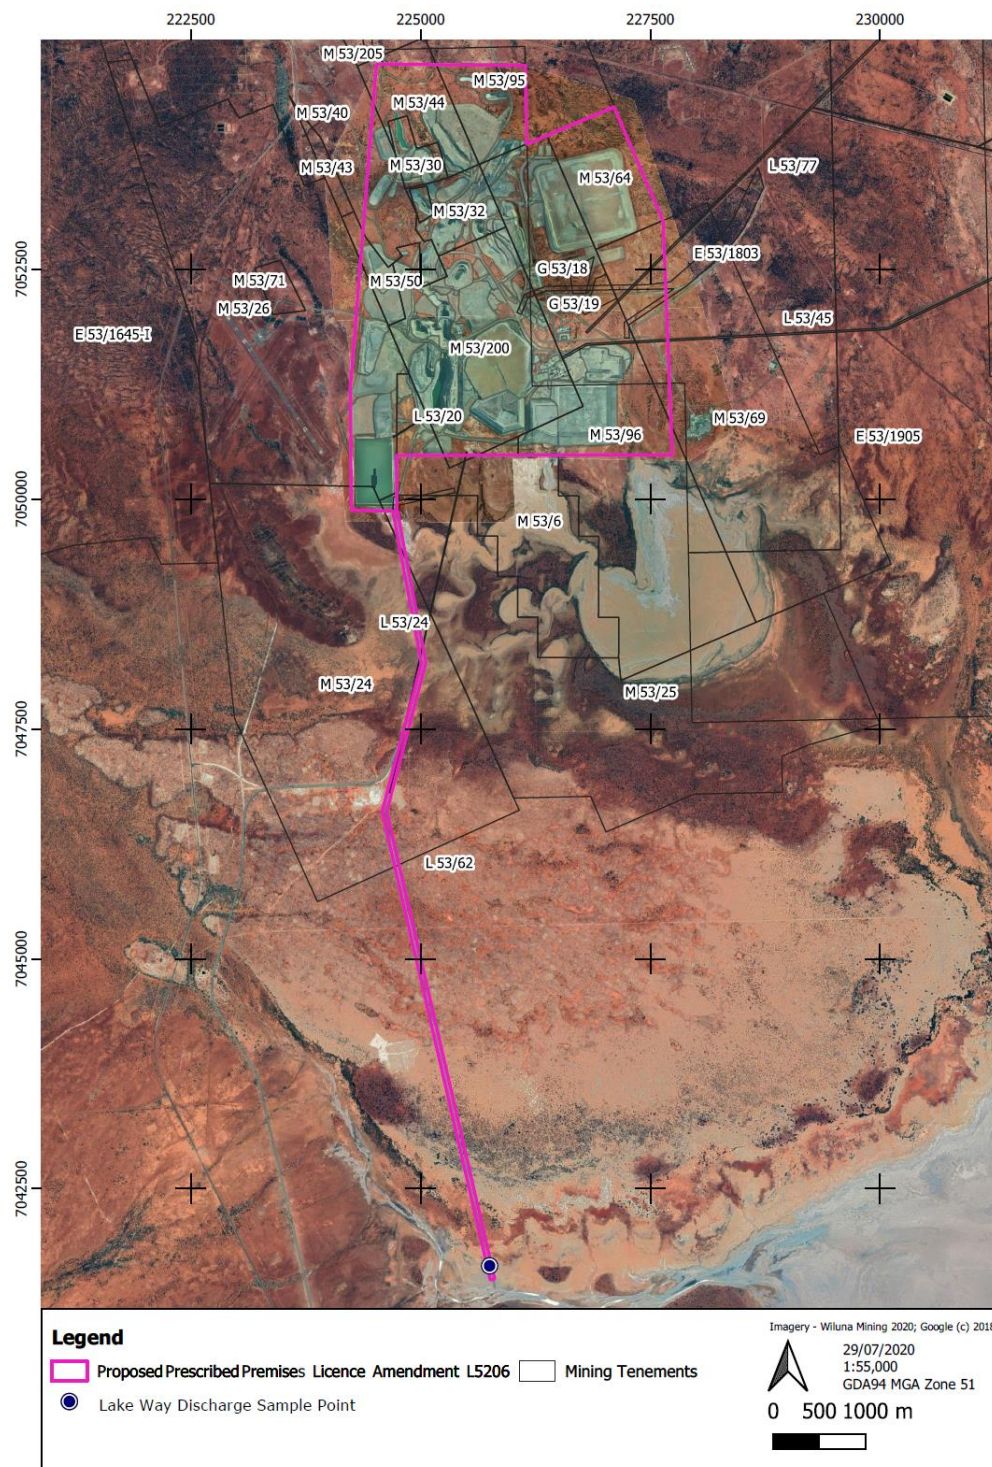 222500
225000
227500
230000
M 53/205
M 53/95
M 53/44
M 53/40
M 53/43
M 53/30
M 53/64
L 53/77
M 53/32
E 53/1803
G 53/18
M 53/50
M 53/71
G 53/19
M 53/26
L 53/45
E 53/1645-I
M 53/200
L 53/20
M 53/69
M 53/96
E 53/1905
M 53/6
L 53/24
M 53/24
M 53/25
L 53/62
7052500
7050000
7047500
7045000
7042500
Legend
Proposed Prescribed Premises Licence Amendment L5206
Mining Tenements
Lake Way Discharge Sample Point
Imagery - Wiluna Mining 2020; Google (c) 2018
29/07/2020
1:55,000
GDA94 MGA Zone 51
0 500 1000 m